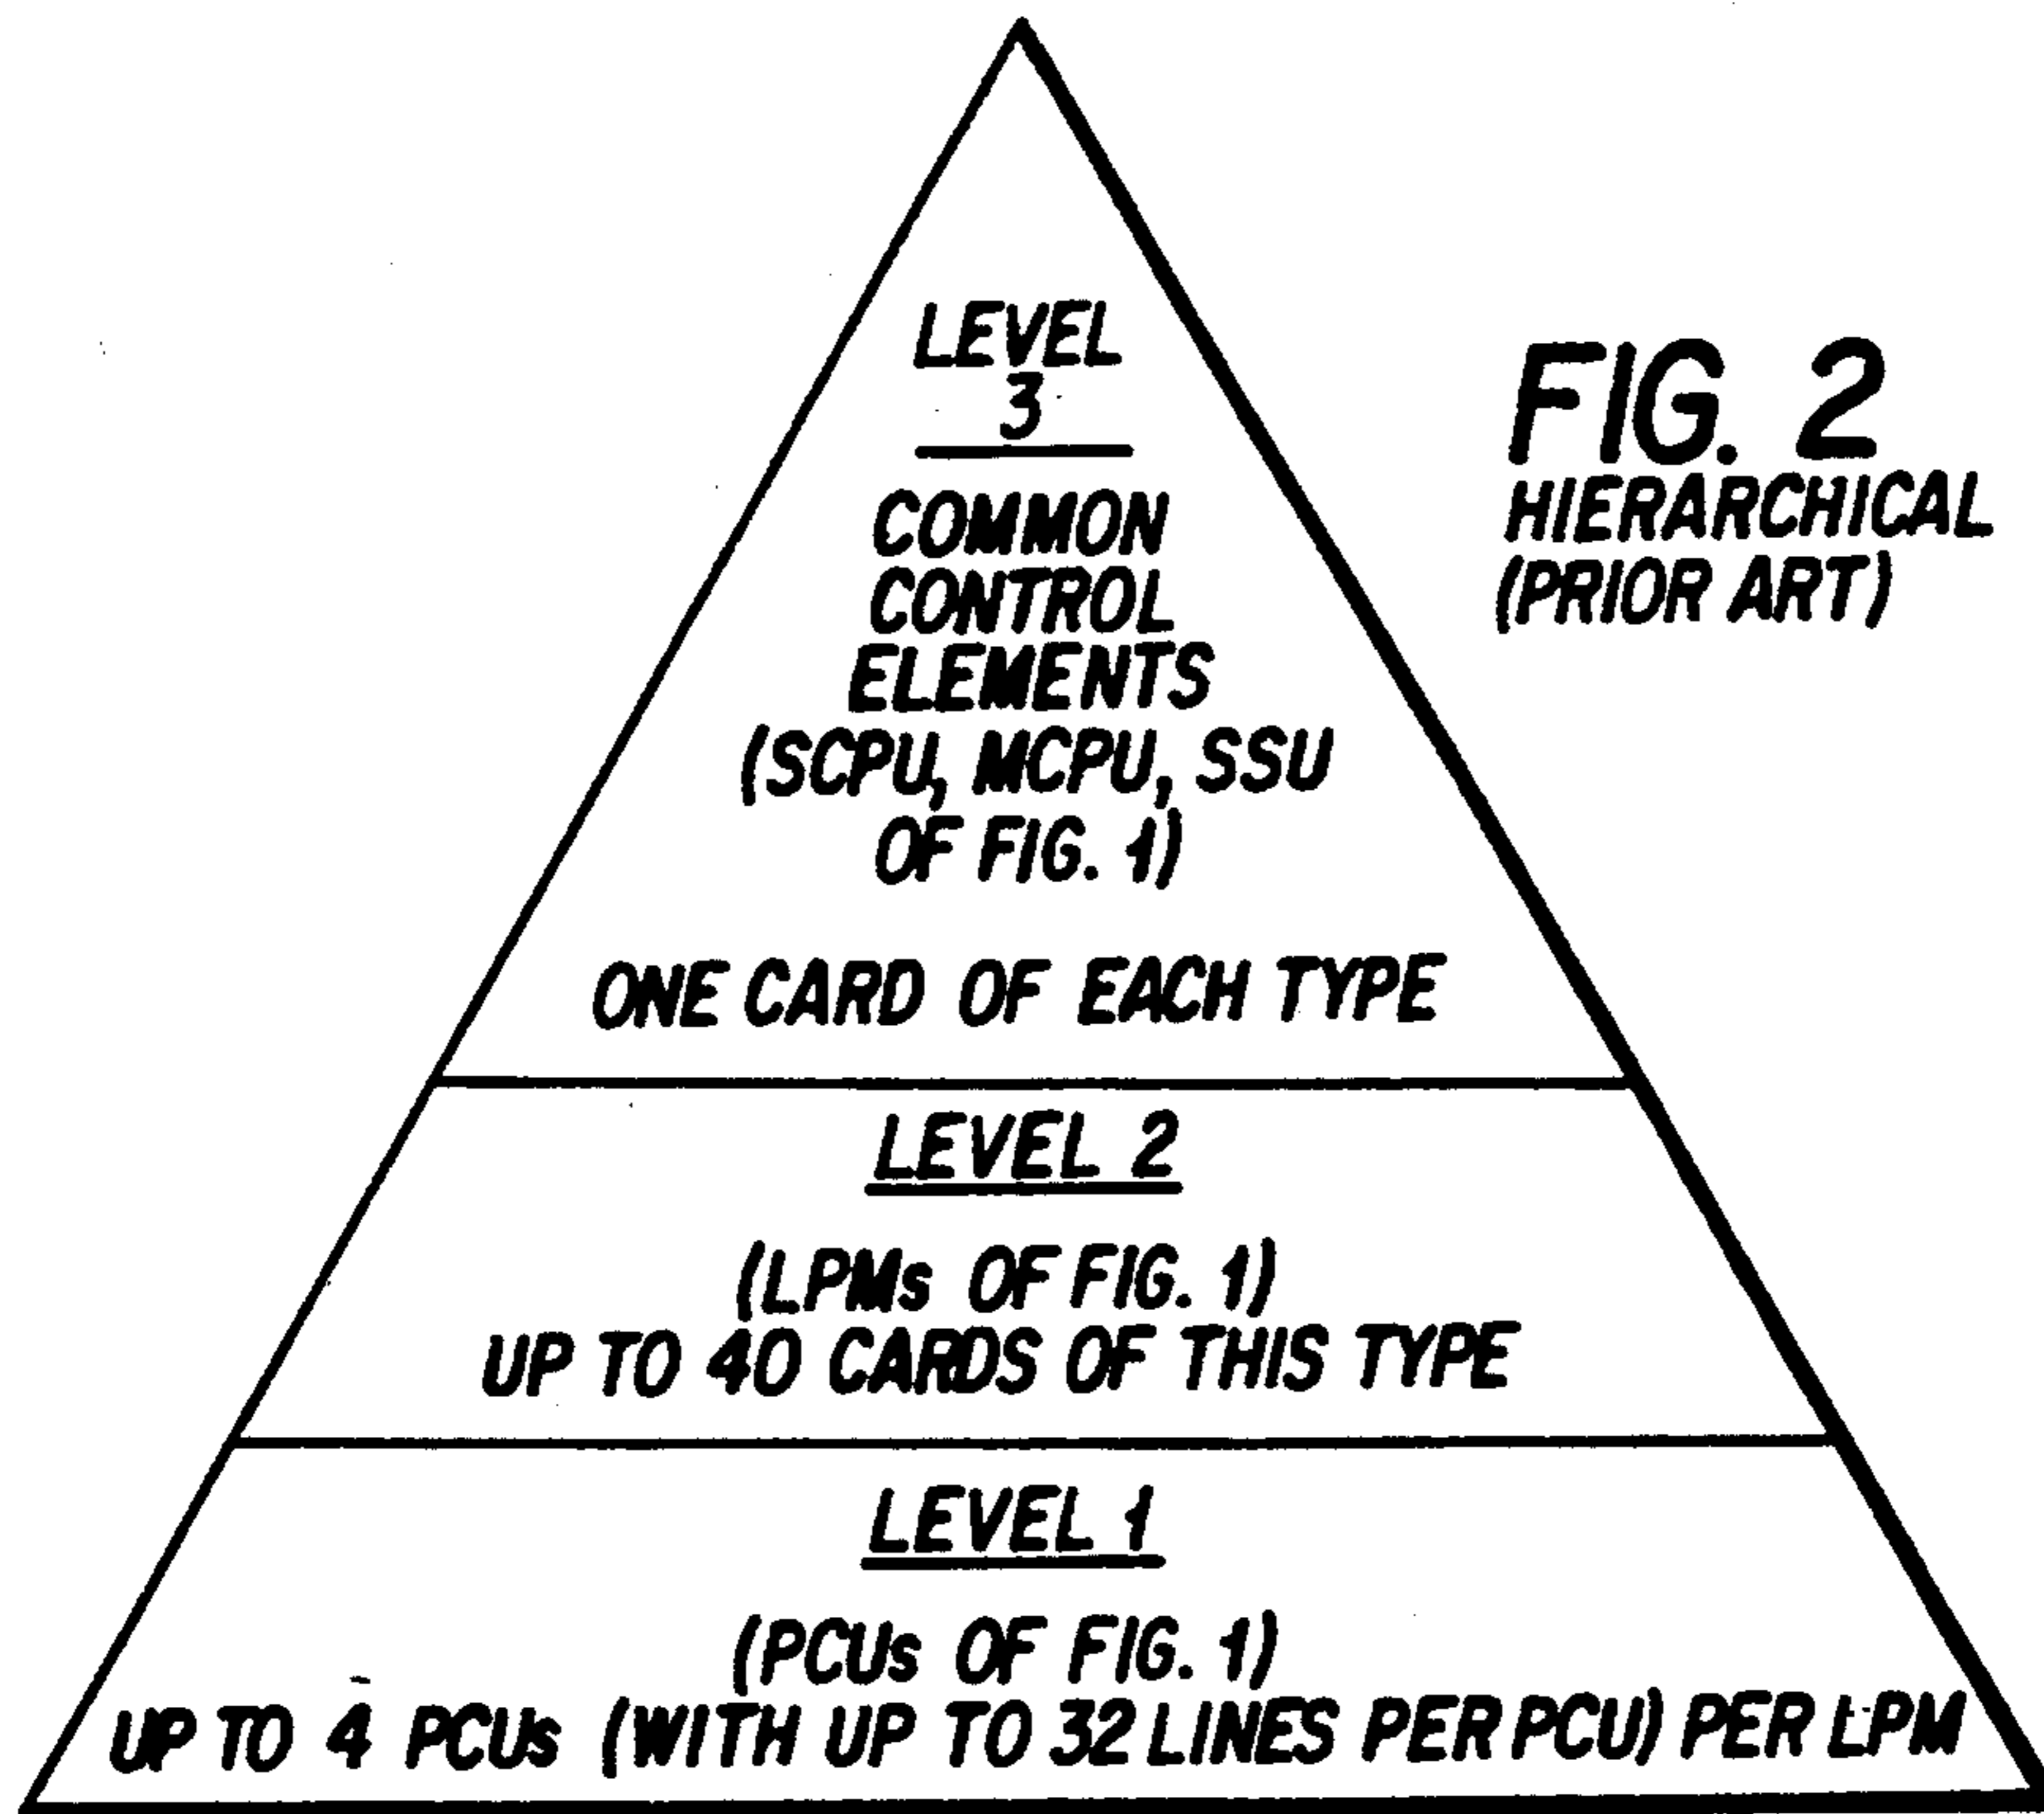 LEVEL
3
COMMON
CONTROL
ELEMENTS
(SCPU, MCPU, SSU
OF FIG. 1)
ONE CARD OF EACH TYPE
LEVEL 2
(LPMs OF FIG. 1)
UP TO 40 CARDS OF THIS TYPE
LEVEL 1
(PCUs OF FIG. 1)
UP TO 4 PCUs (WITH UP TO 32 LINES PER PCU) PER LPM
FIG. 2
HIERARCHICAL
(PRIOR ART)